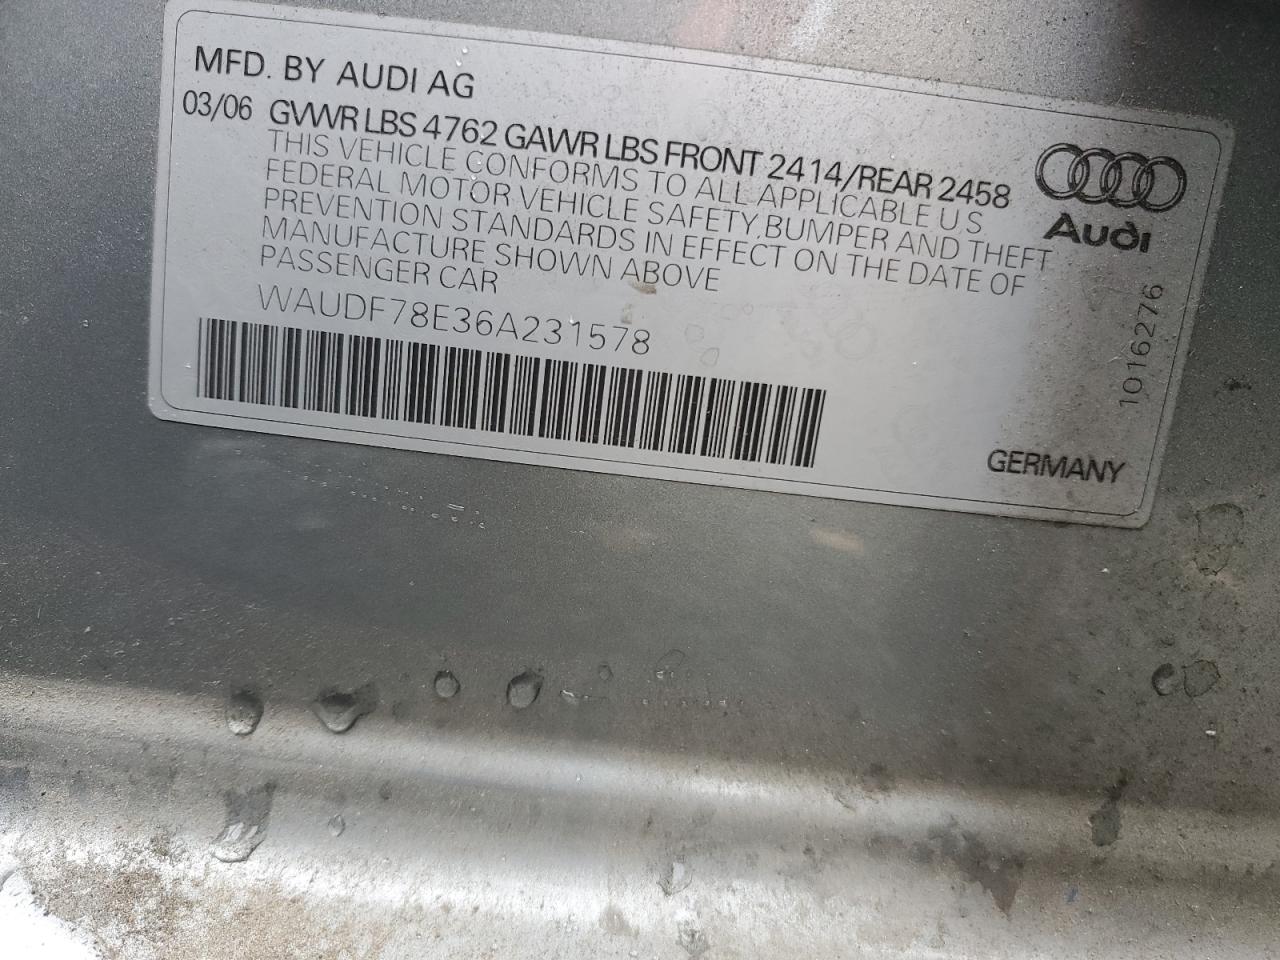 MFD. BY AUDI AG
03/06 GVWR LBS 4762 GAWR LBS FRONT 2414/REAR 2458
THIS VEHICLE CONFORMS TO ALL APPLICABLE U.S
FEDERAL MOTOR VEHICLE SAFETY,BUMPER AND THEFT
PREVENTION STANDARDS IN EFFECT ON THE DATE OF
MANUFACTURE SHOWN ABOVE
PASSENGER CAR
WAUDF78E36A231578
Audi
1016276
GERMANY